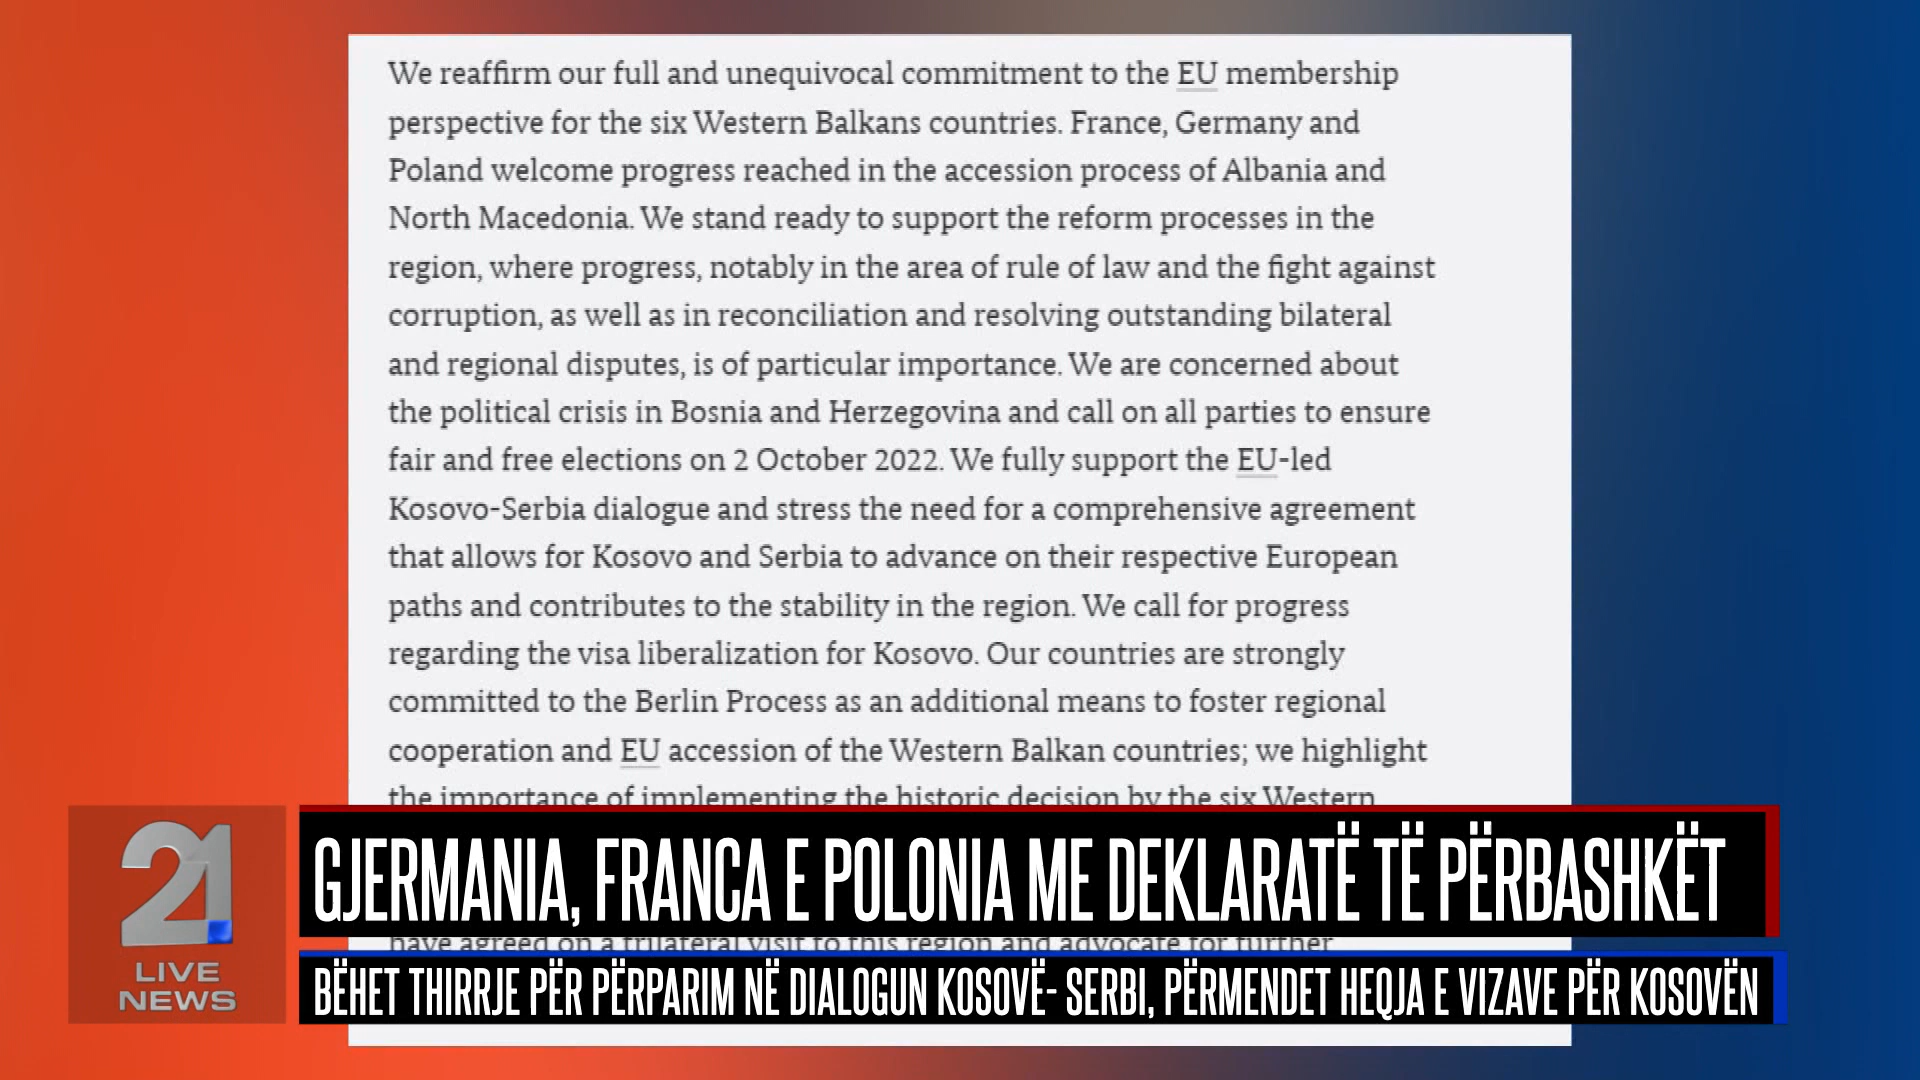 We reaffirm our full and unequivocal commitment to the EU membership
perspective for the six Western Balkans countries. France, Germany and
Poland welcome progress reached in the accession process of Albania and
North Macedonia. We stand ready to support the reform processes in the
region, where progress, notably in the area of rule of law and the fight against
corruption, as well as in reconciliation and resolving outstanding bilateral
and regional disputes, is of particular importance. We are concerned about
the political crisis in Bosnia and Herzegovina and call on all parties to ensure
fair and free elections on 2 October 2022. We fully support the EU-led
Kosovo-Serbia dialogue and stress the need for a comprehensive agreement
that allows for Kosovo and Serbia to advance on their respective European
paths and contributes to the stability in the region. We call for progress
regarding the visa liberalization for Kosovo. Our countries are strongly
committed to the Berlin Process as an additional means to foster regional
cooperation and EU accession of the Western Balkan countries; we highlight
the importance of implementing the historic decision by the six Western
GJERMANIA, FRANCA E POLONIA ME DEKLARATË TË PËRBASHKËT
have agreed on a trilateral visit to this region and advocate for further
BËHET THIRRJE PËR PËRPARIM NË DIALOGUN KOSOVË- SERBI, PËRMENDET HEQJA E VIZAVE PËR KOSOVËN
21
LIVE
NEWS